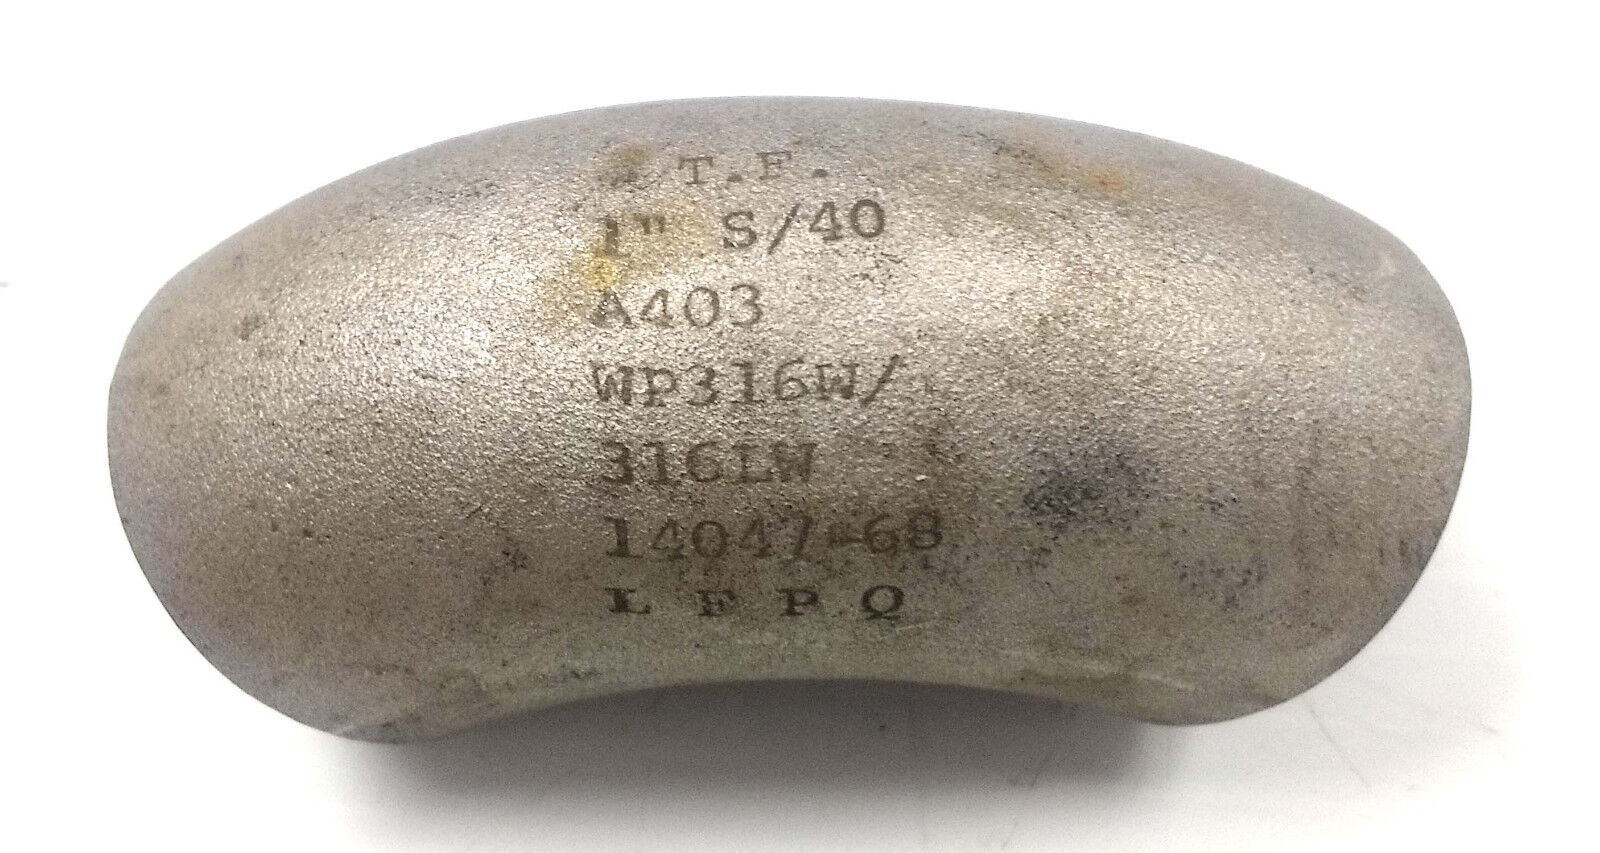 T.F.
1" S/40
A403
WP316W/
316LW
14047-68
L F P Q